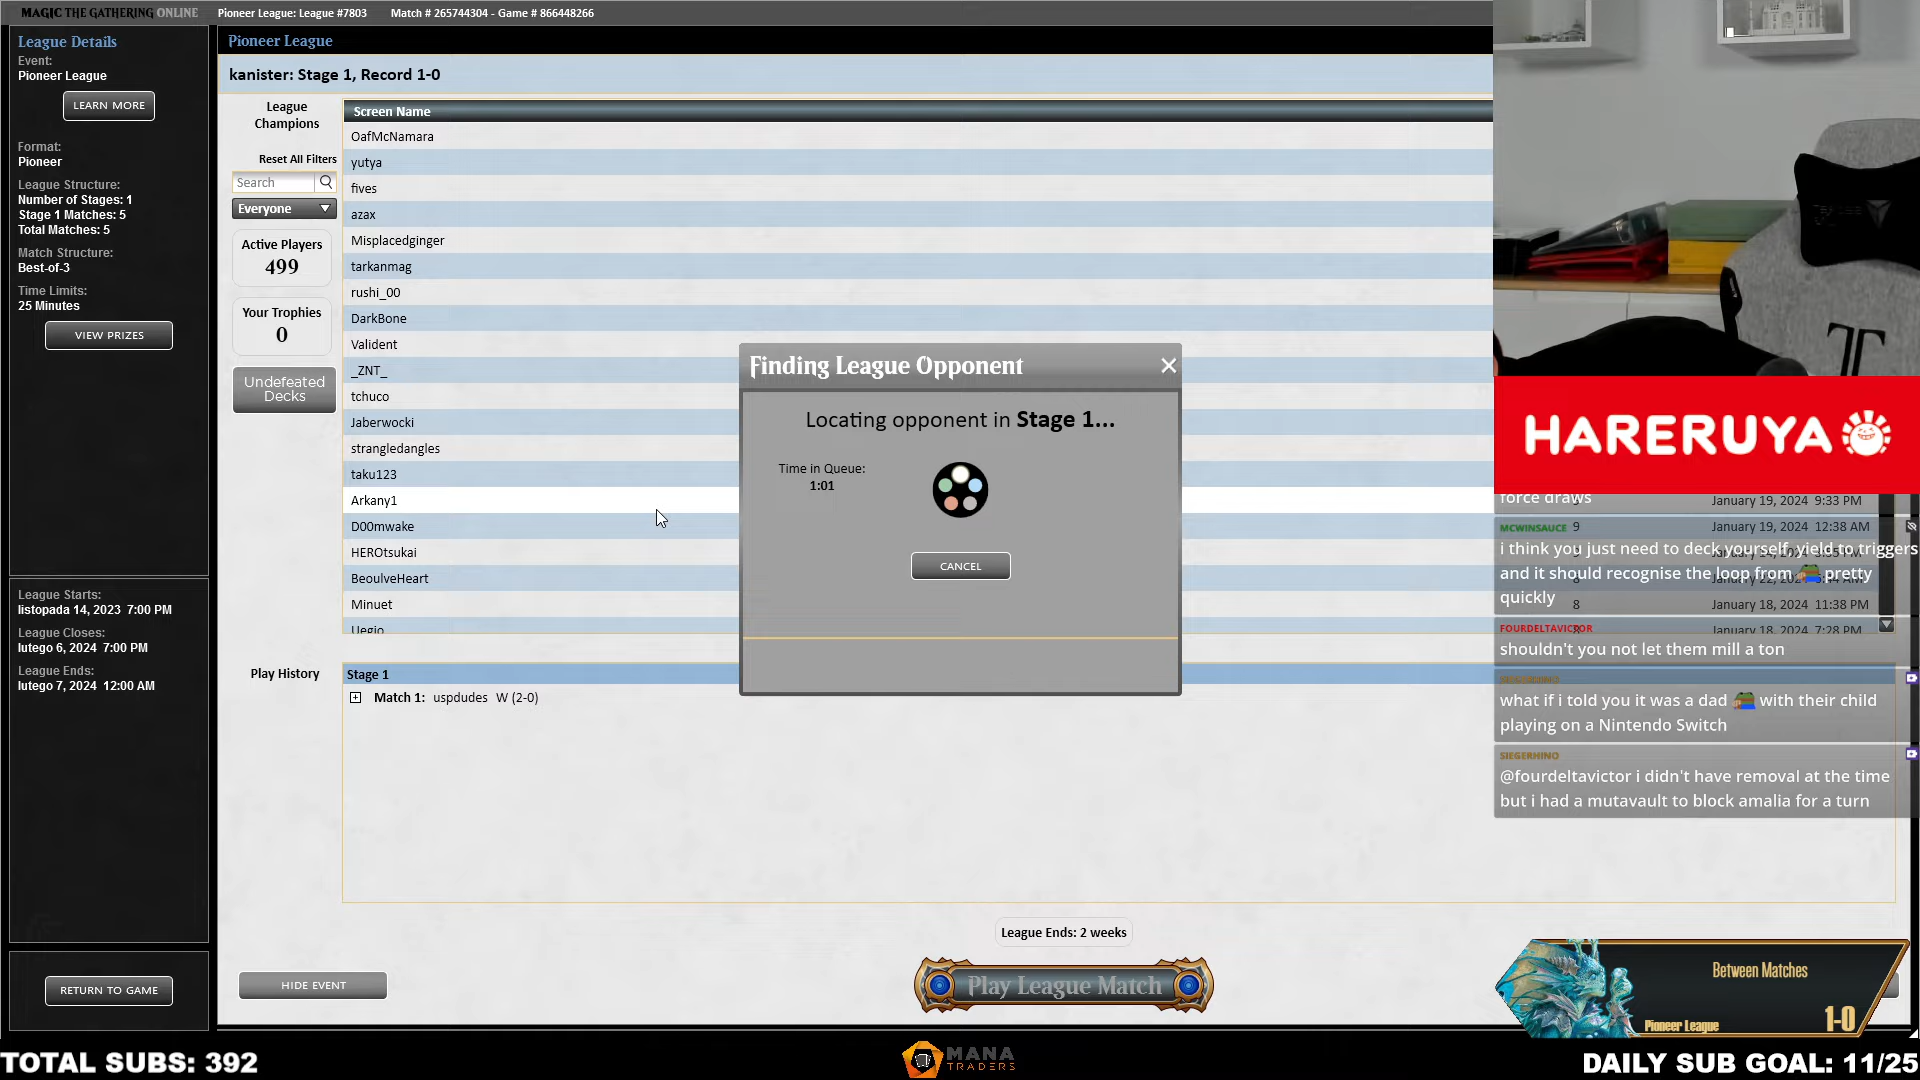 MAGIC THE GATHERING ONLINE
Pioneer League: League #7803
Match # 265744304 - Game # 866448266
League Details
Event:
Pioneer League
LEARN MORE
Format:
Pioneer
League Structure:
Number of Stages: 1
Stage 1 Matches: 5
Total Matches: 5
Match Structure:
Best-of-3
Time Limits:
25 Minutes
VIEW PRIZES
League Starts:
listopada 14, 2023 7:00 PM
League Closes:
lutego 6, 2024 7:00 PM
League Ends:
lutego 7, 2024 12:00 AM
RETURN TO GAME
Pioneer League
kanister: Stage 1, Record 1-0
League
Champions
Reset All Filters
Search
Everyone
Active Players
499
Your Trophies
0
Undefeated
Decks
Screen Name
OafMcNamara
yutya
fives
azax
Misplacedginger
tarkanmag
rushi_00
DarkBone
Valident
_ZNT_
tchuco
Jaberwocki
strangledangles
taku123
Arkany1
D00mwake
HEROtsukai
BeoulveHeart
Minuet
Uegio
Finding League Opponent
Locating opponent in Stage 1...
Time in Queue:
1:01
CANCEL
Play History
Stage 1
Match 1: uspdudes W (2-0)
League Ends: 2 weeks
HIDE EVENT
Play League Match
HARERUYA
force draws
January 19, 2024 9:33 PM
MCWINSAUCE
9 January 19, 2024 12:38 AM
i think you just need to deck yourself, yield to triggers
and it should recognise the loop from pretty
quickly
8 January 18, 2024 11:38 PM
FOURDELTAVICTOR
8 January 18, 2024 7:28 PM
shouldn't you not let them mill a ton
SIEGERHINO
what if i told you it was a dad with their child
playing on a Nintendo Switch
SIEGERHINO
@fourdeltavictor i didn't have removal at the time
but i had a mutavault to block amalia for a turn
Between Matches
Pioneer League
1-0
TOTAL SUBS: 392
MANA
TRADERS
DAILY SUB GOAL: 11/25